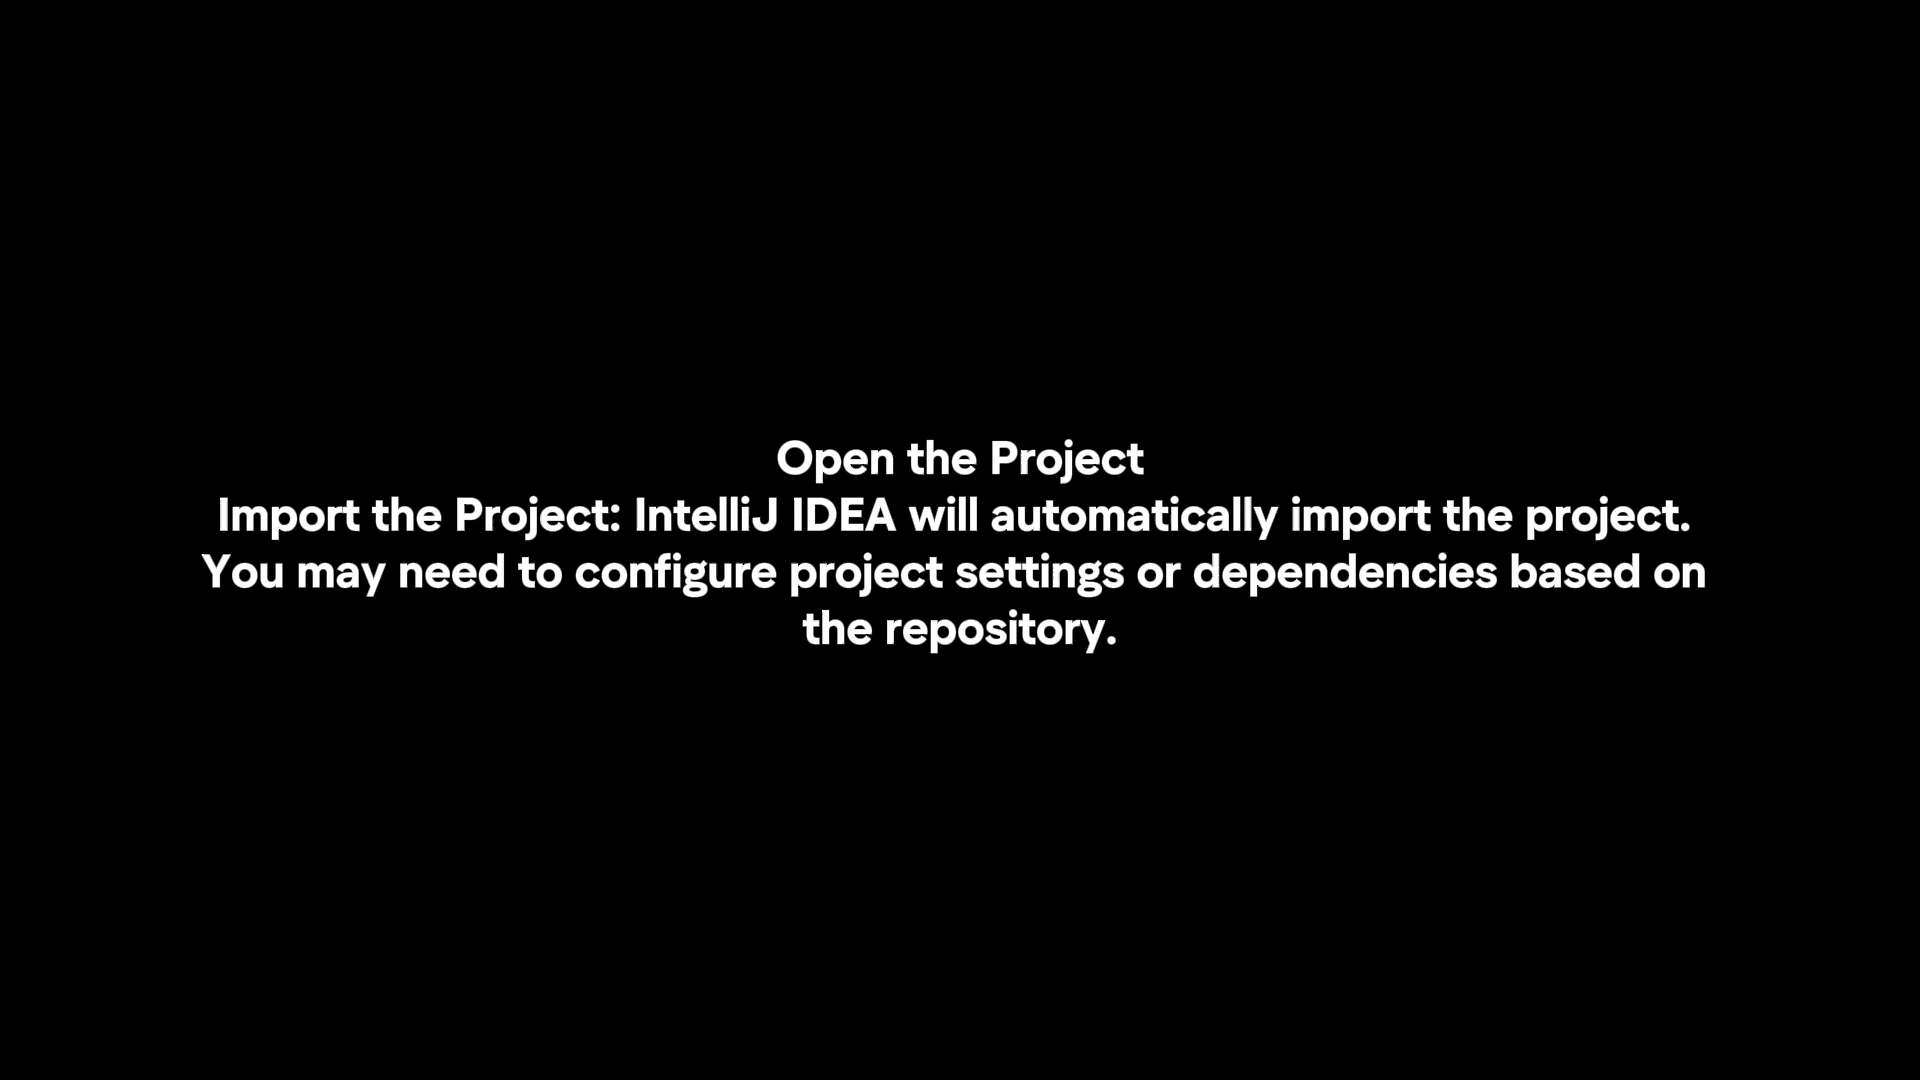 Open the Project
Import the Project: IntelliJ IDEA will automatically import the project.
You may need to configure project settings or dependencies based on
the repository.